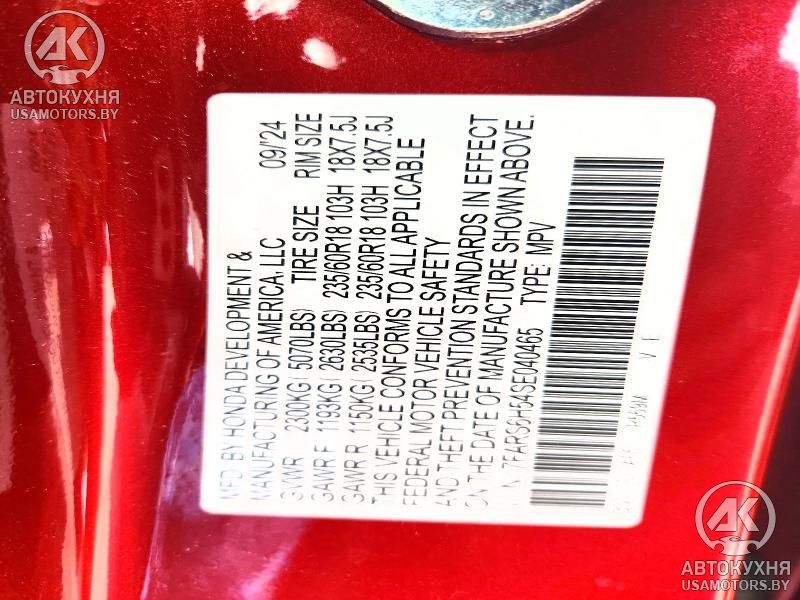 AK
АВТОКУХНЯ
USAMOTORS.BY
MFD. BY HONDA DEVELOPMENT &
MANUFACTURING OF AMERICA, LLC 09/'24
GVWR 2300KG ( 5070LBS) TIRE SIZE RIM SIZE
GAWR F 1193KG ( 2630LBS) 235/60R18 103H 18X7.5J
GAWR R 1150KG ( 2535LBS) 235/60R18 103H 18X7.5J
THIS VEHICLE CONFORMS TO ALL APPLICABLE
FEDERAL MOTOR VEHICLE SAFETY
AND THEFT PREVENTION STANDARDS IN EFFECT
ON THE DATE OF MANUFACTURE SHOWN ABOVE.
7FARS6H54SE040465 TYPE: MPV
V E
AK
АВТОКУХНЯ
USAMOTORS.BY